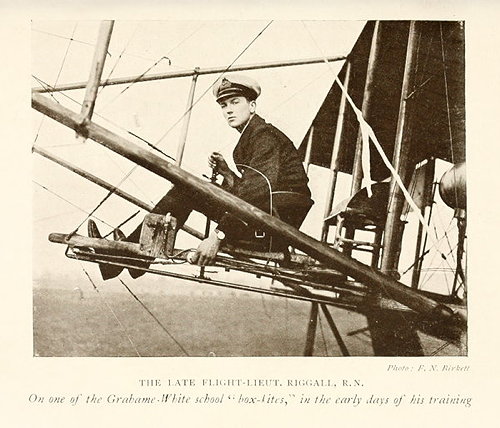 Photo: F. N. Birkett
THE LATE FLIGHT-LIEUT. RIGGALL, R.N.
On one of the Grahame-White school "box-kites," in the early days of his training